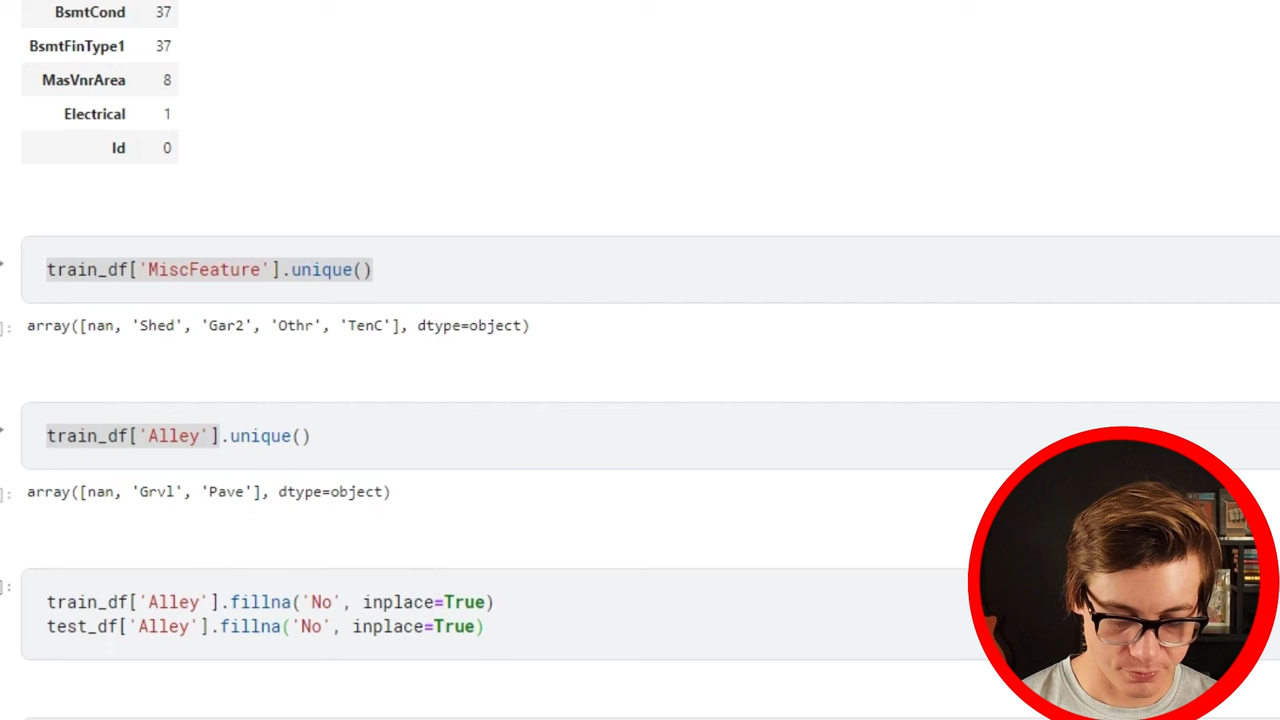 BsmtCond 37
BsmtFinType1 37
MasVnrArea 8
Electrical 1
Id 0
train_df['MiscFeature'].unique()
]: array([nan, 'Shed', 'Gar2', 'Othr', 'TenC'], dtype=object)
train_df['Alley'].unique()
]: array([nan, 'Grvl', 'Pave'], dtype=object)
]: train_df['Alley'].fillna('No', inplace=True)
test_df['Alley'].fillna('No', inplace=True)